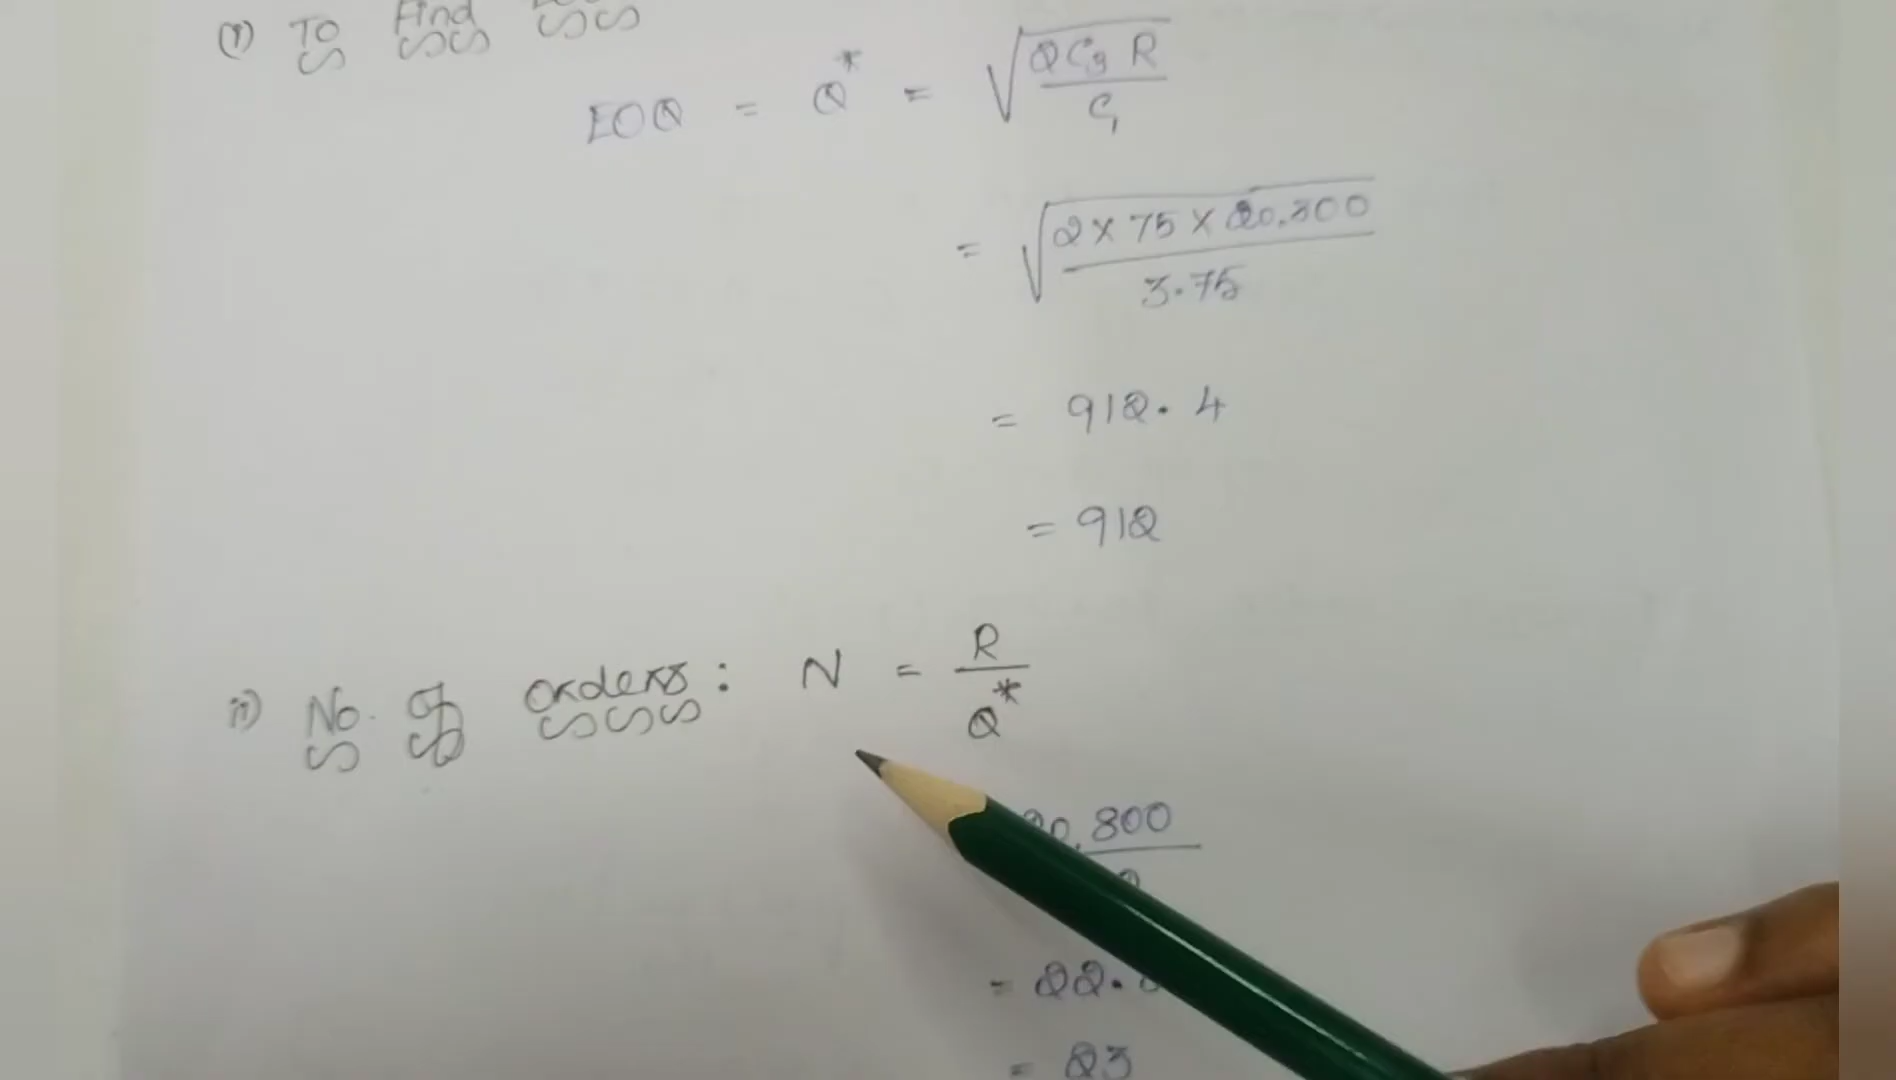 (i) To Find
EOQ = Q* = √(2C₃R / C₁)
= √(2 × 75 × 20,800 / 3.75)
= 912.4
= 912
ii) No. of orders: N = R / Q*
20,800
= 22.
= 23